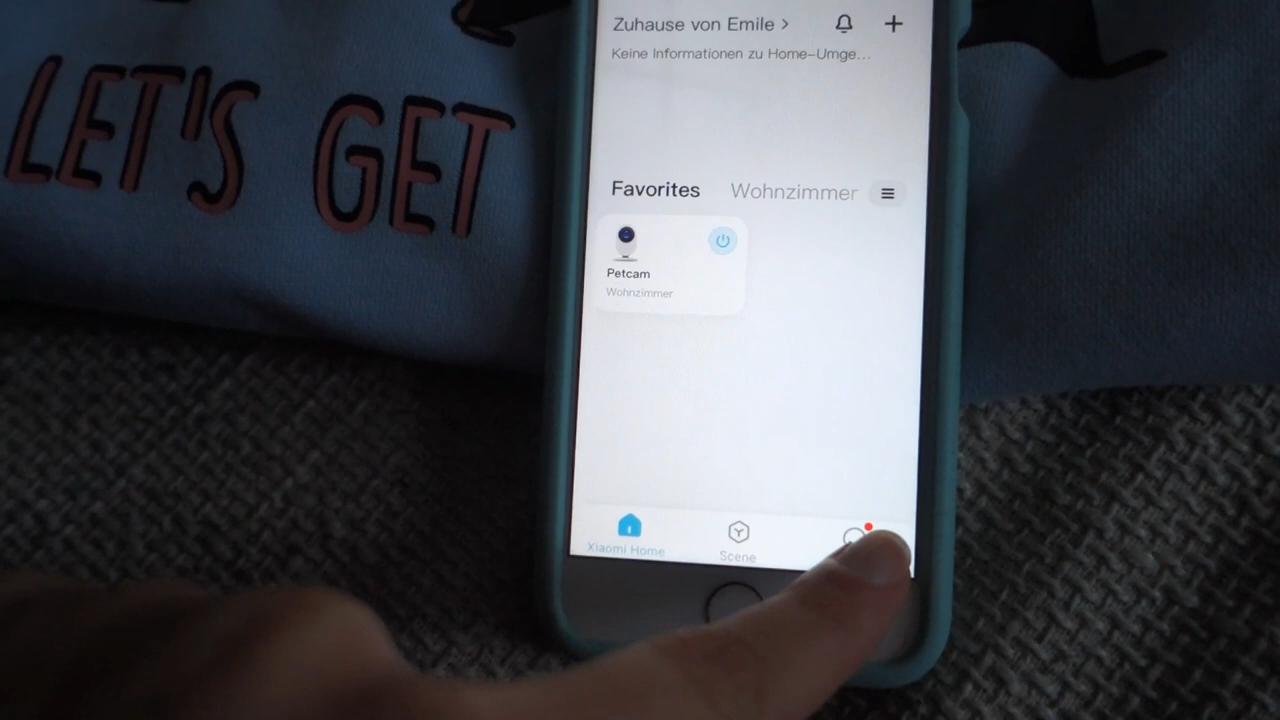 LET'S GET
Zuhause von Emile >
Keine Informationen zu Home-Umge...
Favorites Wohnzimmer
Petcam
Wohnzimmer
Xiaomi Home
Scene